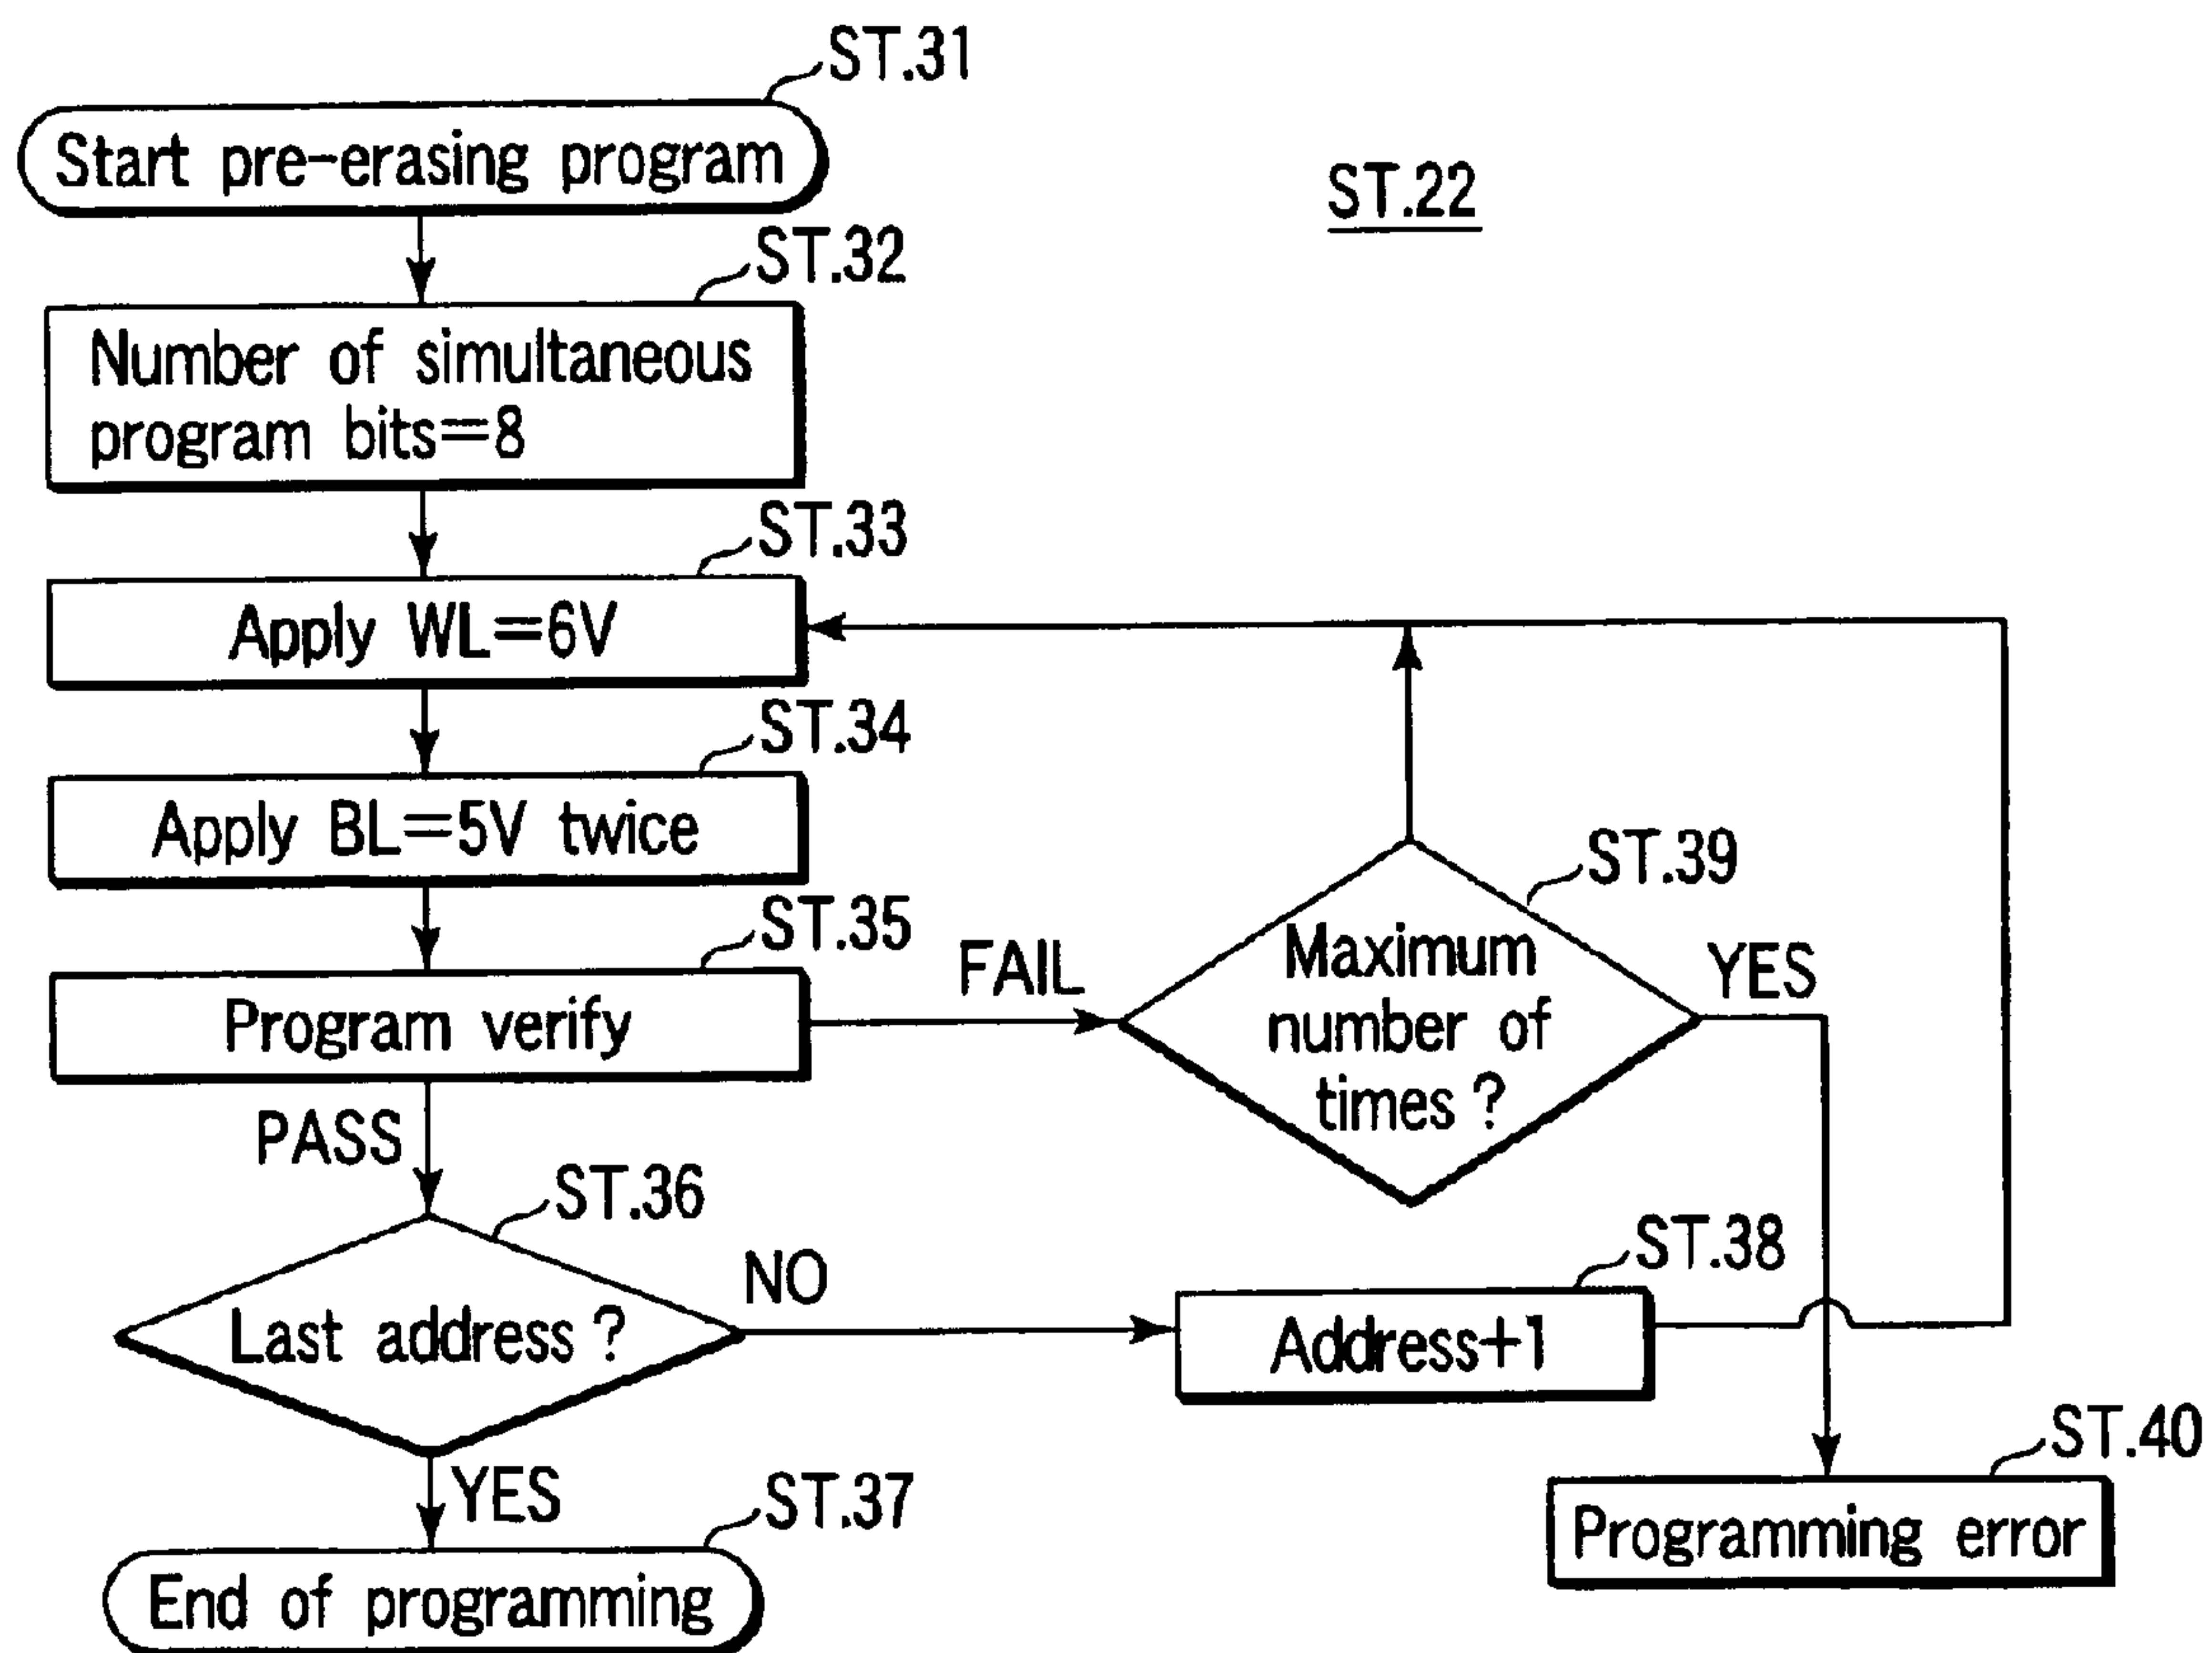 ST.31
Start pre-erasing program
ST.22
ST.32
Number of simultaneous
program bits=8
ST.33
Apply WL=6V
ST.34
Apply BL=5V twice
ST.35
Program verify
FAIL
ST.39
Maximum
number of
times?
YES
PASS
ST.36
Last address?
NO
ST.38
Address+1
YES
ST.37
End of programming
ST.40
Programming error